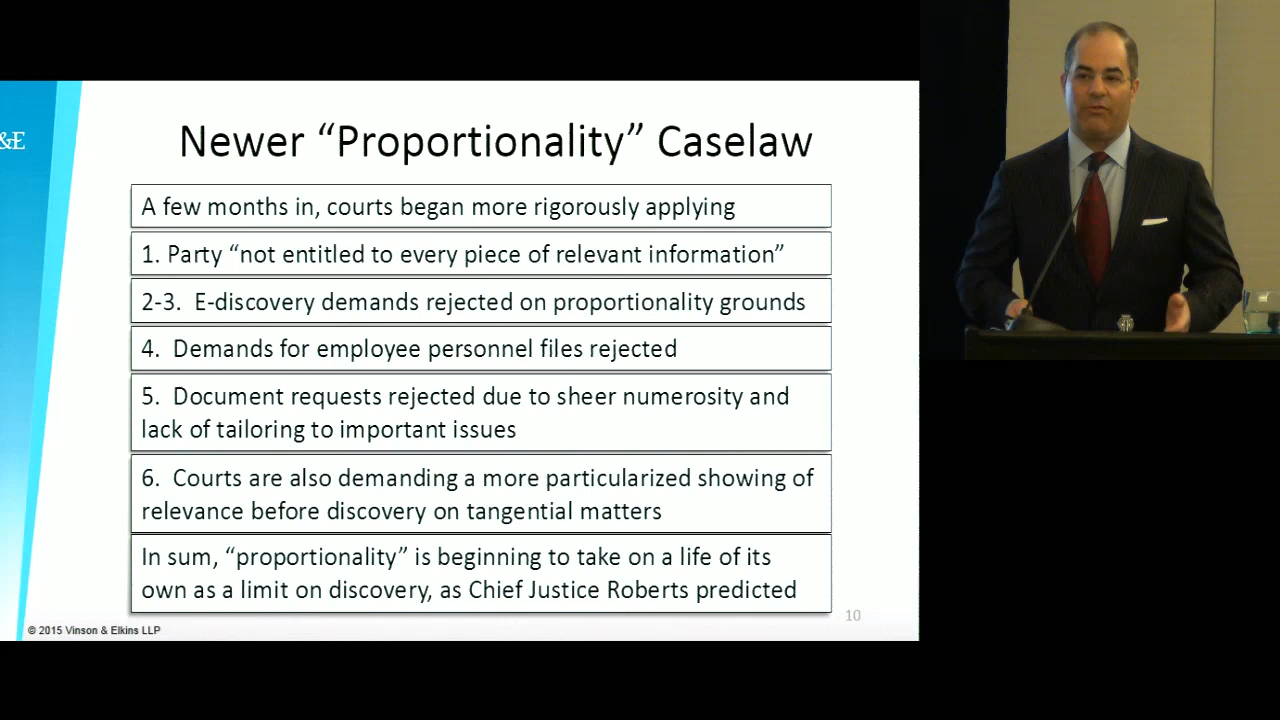 &E
Newer “Proportionality” Caselaw
A few months in, courts began more rigorously applying
1. Party “not entitled to every piece of relevant information”
2-3. E-discovery demands rejected on proportionality grounds
4. Demands for employee personnel files rejected
5. Document requests rejected due to sheer numerosity and
lack of tailoring to important issues
6. Courts are also demanding a more particularized showing of
relevance before discovery on tangential matters
In sum, “proportionality” is beginning to take on a life of its
own as a limit on discovery, as Chief Justice Roberts predicted
10
© 2015 Vinson & Elkins LLP